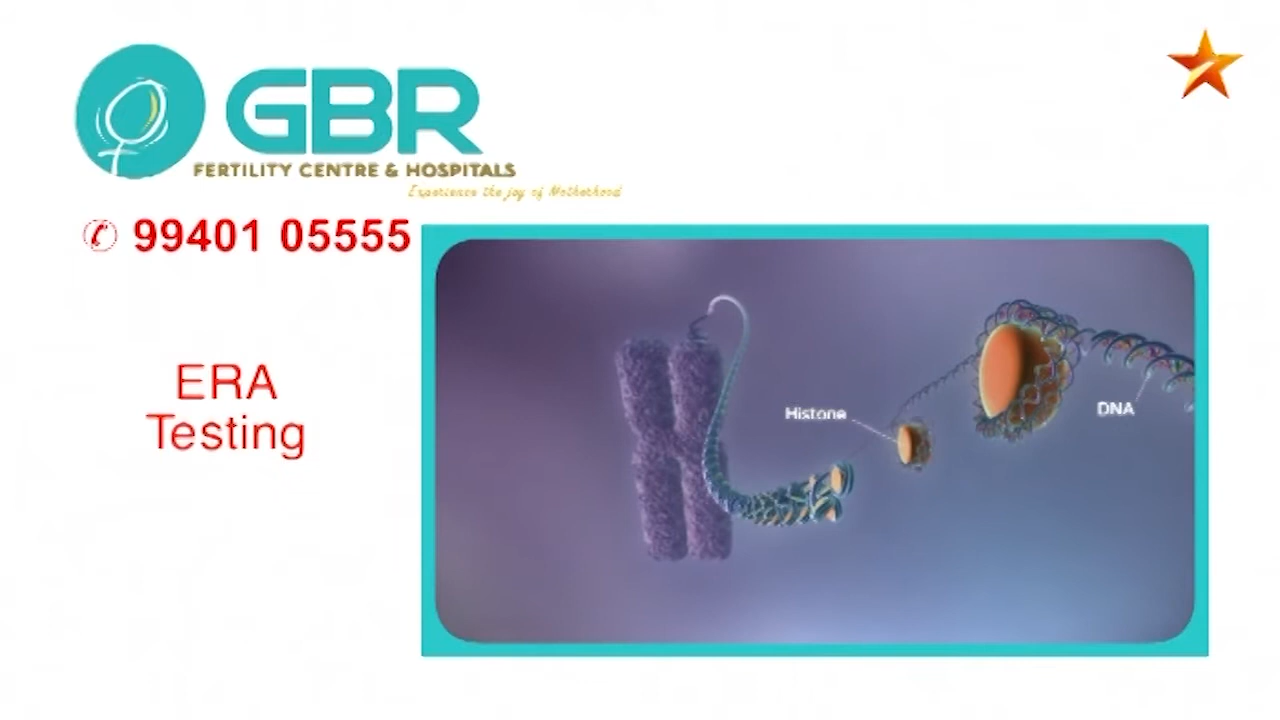 GBR
FERTILITY CENTRE & HOSPITALS
Experience the joy of Motherhood
✆ 99401 05555
ERA
Testing
Histone
DNA